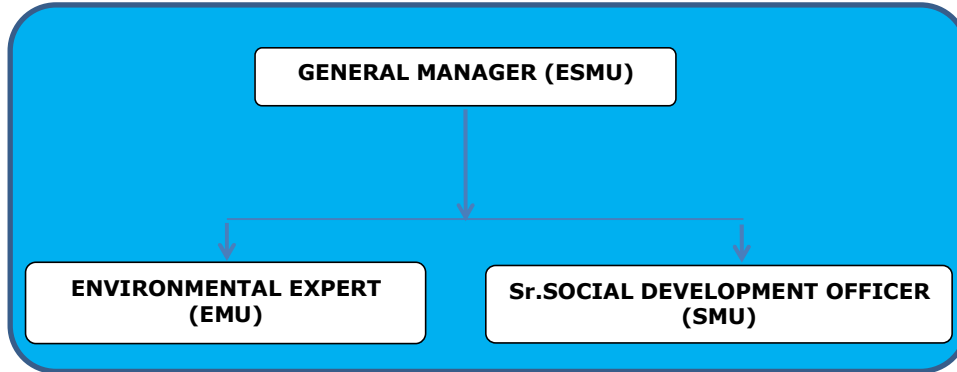 GENERAL MANAGER (ESMU)
ENVIRONMENTAL EXPERT
(EMU)
Sr.SOCIAL DEVELOPMENT OFFICER
(SMU)